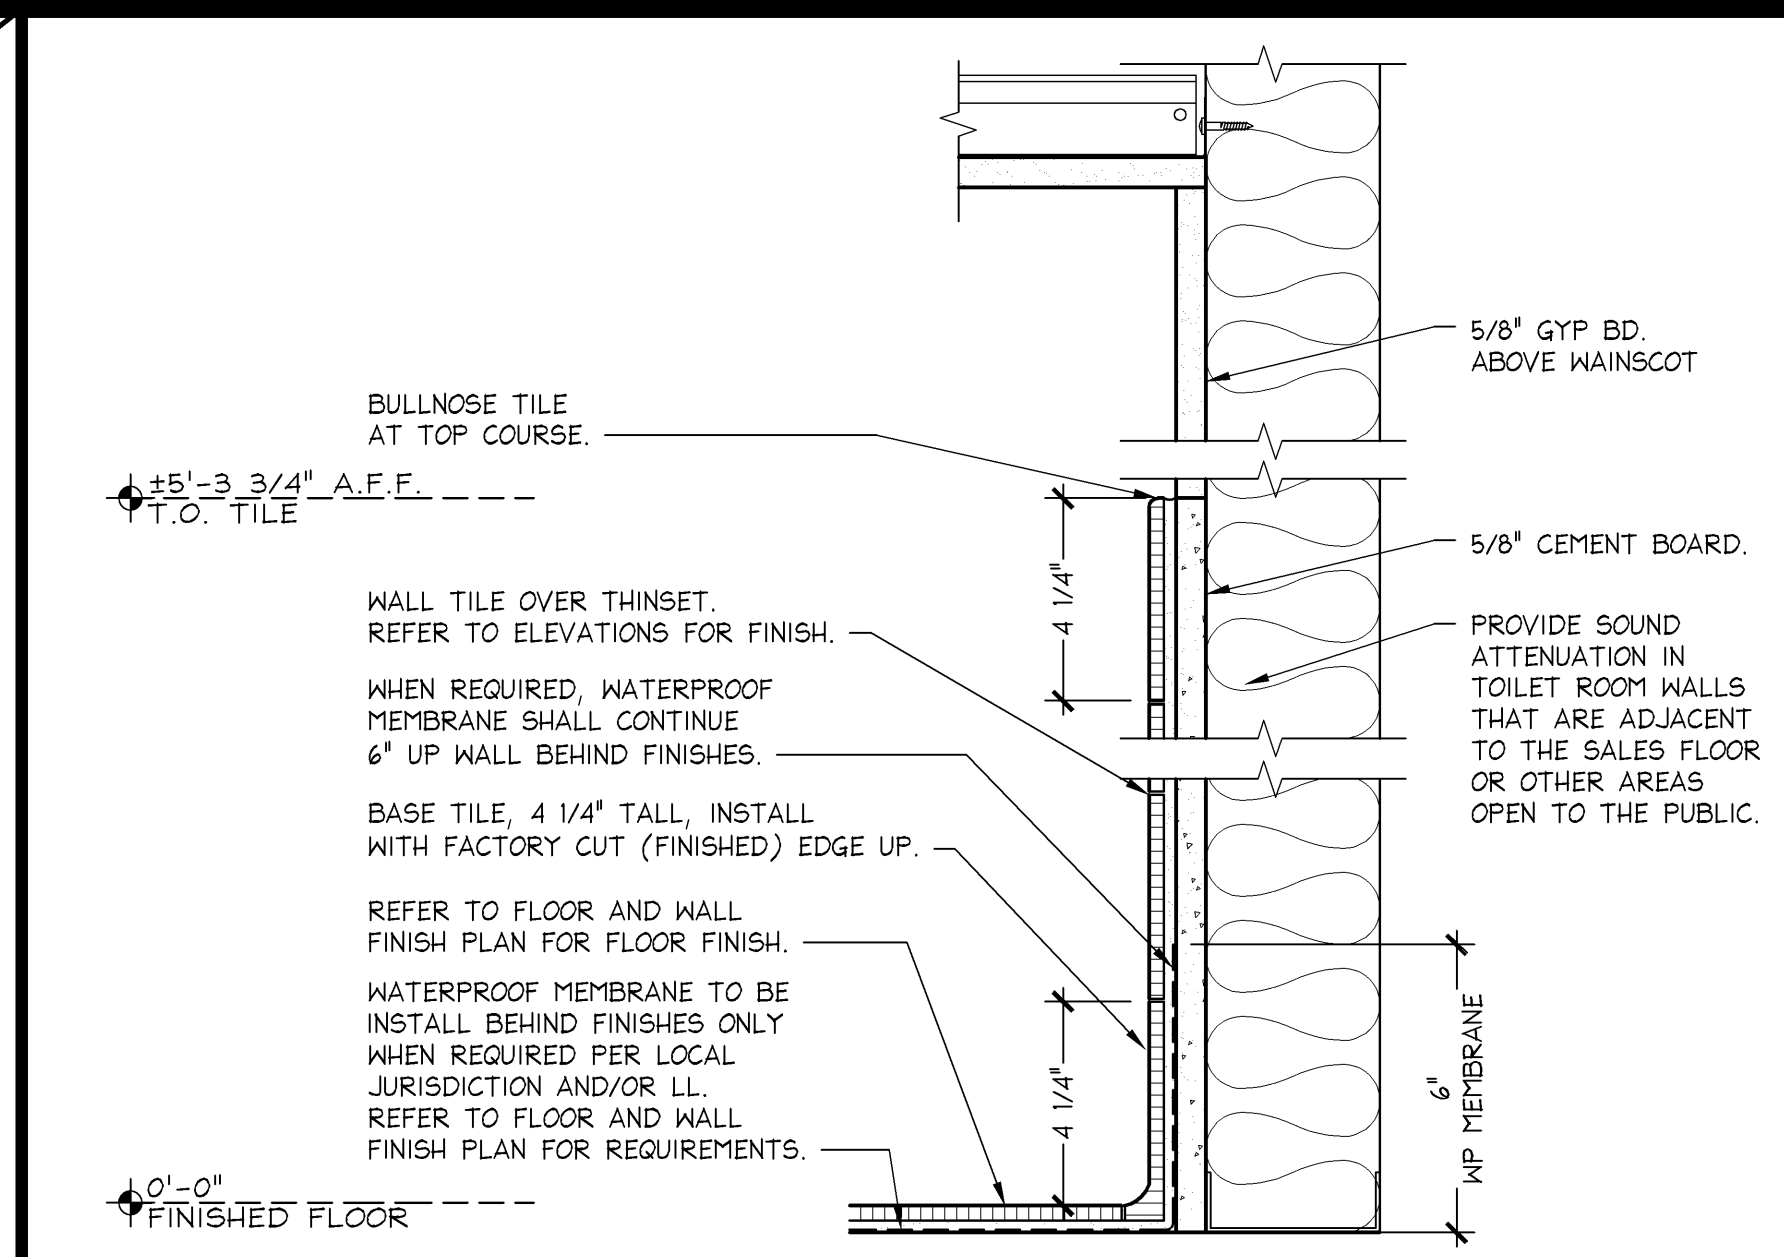 5/8" GYP BD.
ABOVE WAINSCOT
BULLNOSE TILE
AT TOP COURSE.
±5'-3 3/4" A.F.F.
T.O. TILE
5/8" CEMENT BOARD.
4 1/4"
WALL TILE OVER THINSET.
REFER TO ELEVATIONS FOR FINISH.
PROVIDE SOUND
ATTENUATION IN
TOILET ROOM WALLS
THAT ARE ADJACENT
TO THE SALES FLOOR
OR OTHER AREAS
OPEN TO THE PUBLIC.
WHEN REQUIRED, WATERPROOF
MEMBRANE SHALL CONTINUE
6" UP WALL BEHIND FINISHES.
BASE TILE, 4 1/4" TALL, INSTALL
WITH FACTORY CUT (FINISHED) EDGE UP.
REFER TO FLOOR AND WALL
FINISH PLAN FOR FLOOR FINISH.
WATERPROOF MEMBRANE TO BE
INSTALL BEHIND FINISHES ONLY
WHEN REQUIRED PER LOCAL
JURISDICTION AND/OR LL.
REFER TO FLOOR AND WALL
FINISH PLAN FOR REQUIREMENTS.
4 1/4"
6"
WP MEMBRANE
0'-0"
FINISHED FLOOR